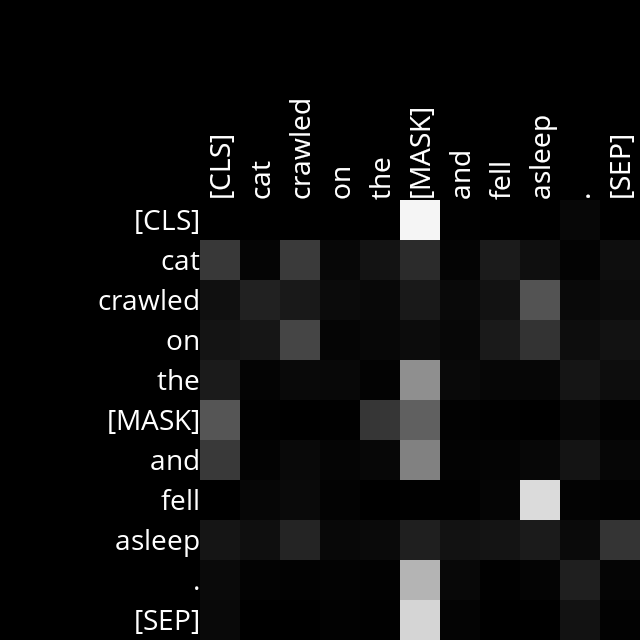 [CLS] cat crawled on the [MASK] and fell asleep . [SEP]
[CLS]
cat
crawled
on
the
[MASK]
and
fell
asleep
.
[SEP]